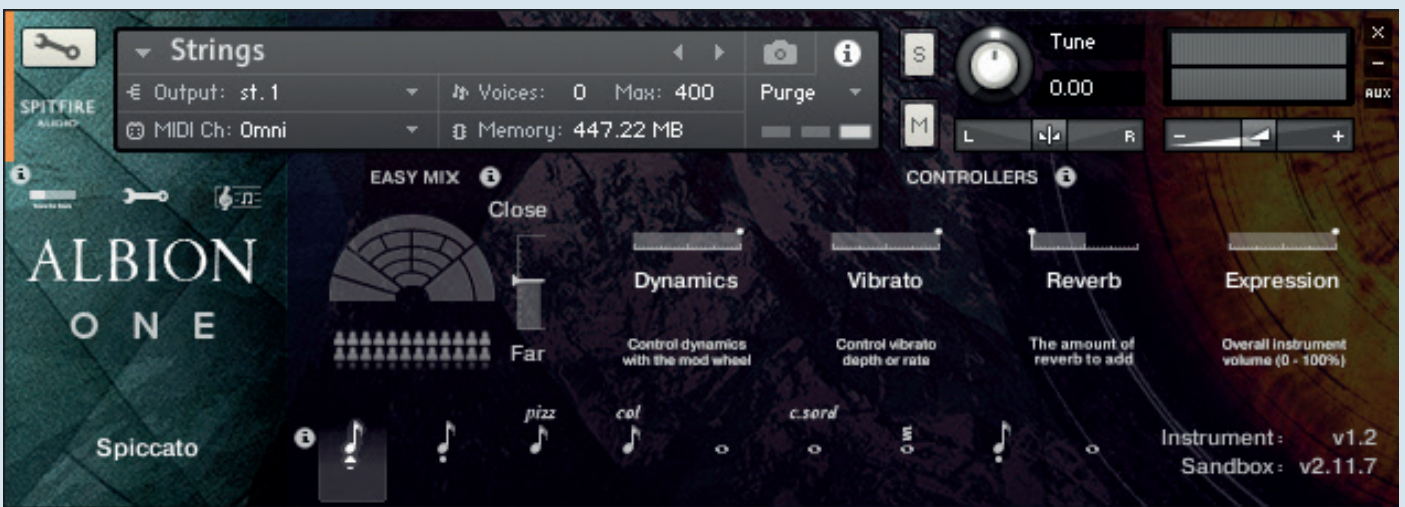 Strings
Output: st.1
Voices: 0 Max: 400
Purge
MIDI Ch: Omni
Memory: 447.22 MB
S
M
Tune
0.00
L
R
-
+
x
-
AUX
SPITFIRE
AUDIO
ALBION
ONE
Spiccato
EASY MIX
Close
Far
CONTROLLERS
Dynamics
Control dynamics
with the mod wheel
Vibrato
Control vibrato
depth or rate
Reverb
The amount of
reverb to add
Expression
Overall instrument
volume (0 - 100%)
pizz
col
c.sord
Instrument: v1.2
Sandbox: v2.11.7